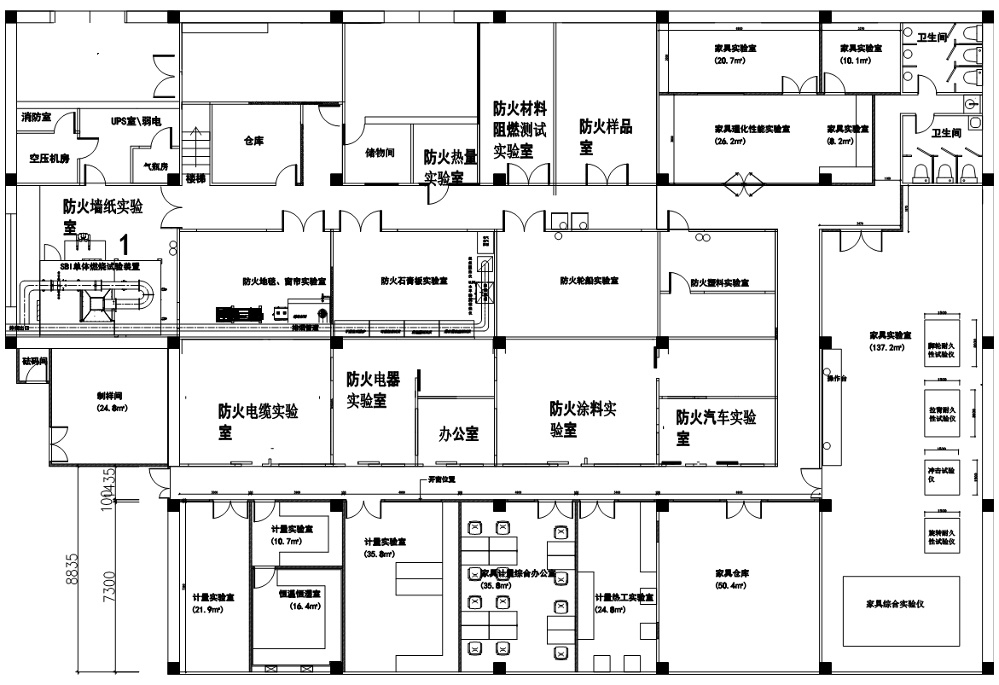 家具实验室
(20.7㎡)
家具实验室
(10.1㎡)
卫生间
消防室
UPS室\弱电
空压机房
气瓶房
楼梯
仓库
储物间
防火热量
实验室
防火材料
阻燃测试
实验室
防火样品
室
家具理化性能实验室
(26.2㎡)
家具实验室
(8.2㎡)
卫生间
防火墙纸实验
室
1
SBI单体燃烧试验装置
防火地毯、窗帘实验室
防火石膏板实验室
防火轮船实验室
防火塑料实验室
排烟管道
家具实验室
(137.2㎡)
脚轮耐久
性试验仪
操作台
拉背耐久
性试验仪
冲击试验
仪
旋转耐久
性试验仪
家具综合实验仪
砝码间
制样间
(24.8㎡)
防火电缆实验
室
防火电器
实验室
办公室
防火涂料实
验室
防火汽车实验
室
开窗位置
100
435
8835
7300
计量实验室
(21.9㎡)
计量实验室
(10.7㎡)
恒温恒湿室
(16.4㎡)
计量实验室
(35.8㎡)
家具计量综合办公室
(35.8㎡)
计量热工实验室
(24.8㎡)
家具仓库
(50.4㎡)